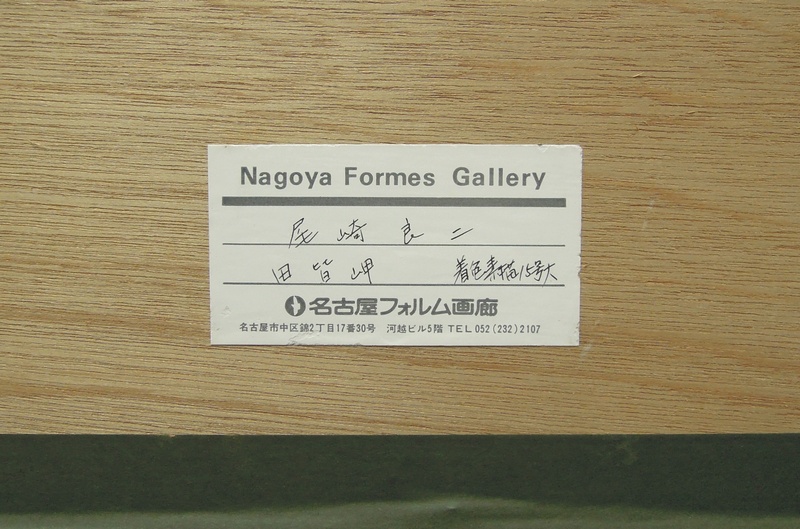 Nagoya Formes Gallery
尾崎良二
田皆岬 着色素描15号大
名古屋フォルム画廊
名古屋市中区錦2丁目17番30号 河越ビル5階 TEL 052(232)2107